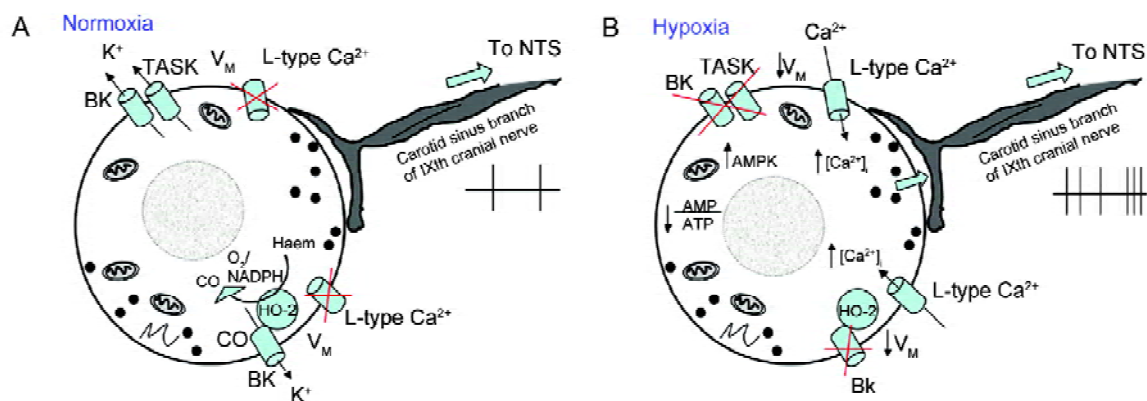 A
Normoxia
K⁺
TASK
BK
V_M
L-type Ca²⁺
To NTS
Carotid sinus branch
of IXth cranial nerve
Haem
O₂/
NADPH
CO
HO-2
L-type Ca²⁺
CO
V_M
BK
K⁺
B
Hypoxia
Ca²⁺
TASK
BK
↓V_M
L-type Ca²⁺
To NTS
Carotid sinus branch
of IXth cranial nerve
↑AMPK
↑[Ca²⁺]ᵢ
↓AMP
ATP
↑[Ca²⁺]ᵢ
L-type Ca²⁺
HO-2
↓V_M
Bk